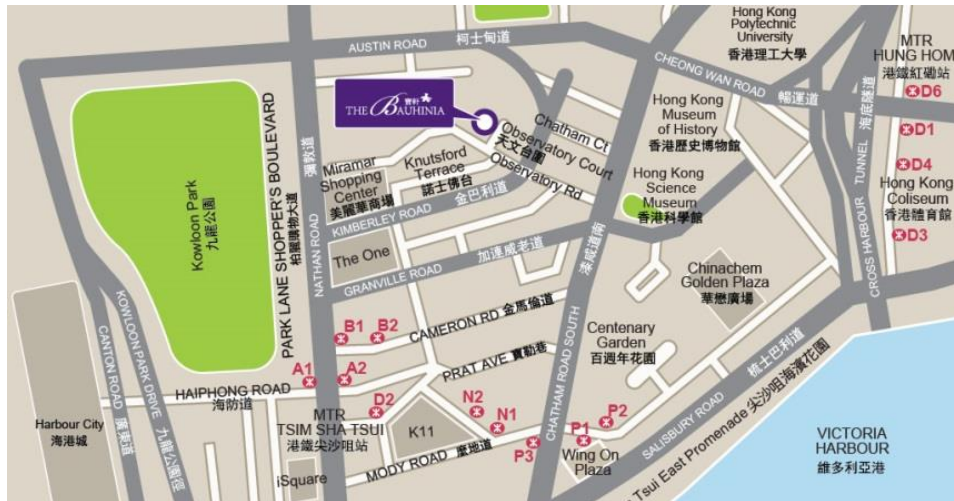 AUSTIN ROAD 柯士甸道
Hong Kong
Polytechnic
University
香港理工大學
MTR
HUNG HOM
港鐵紅磡站
D6
D1
D4
D3
CHEONG WAN ROAD 暢運道
CROSS HARBOUR TUNNEL 海底隧道
Hong Kong
Coliseum
香港體育館
THE BAUHINIA
寶軒
Observatory Court
天文台圍
Chatham Ct
Observatory Rd
Hong Kong
Museum
of History
香港歷史博物館
Hong Kong
Science
Museum
香港科學館
Kowloon Park
九龍公園
PARK LANE SHOPPER'S BOULEVARD
柏麗購物大道
NATHAN ROAD
彌敦道
Miramar
Shopping
Center
美麗華商場
Knutsford
Terrace
諾士佛台
KIMBERLEY ROAD 金巴利道
The One
GRANVILLE ROAD
加連威老道
CAMERON RD 金馬倫道
PRAT AVE 寶勒巷
CHATHAM ROAD SOUTH
漆咸道南
Chinachem
Golden Plaza
華懋廣場
Centenary
Garden
百週年花園
B1
B2
A1
A2
D2
N2
N1
P3
P1
P2
HAIPHONG ROAD
海防道
KOWLOON PARK DRIVE 九龍公園徑
CANTON ROAD 廣東道
Harbour City
海港城
MTR
TSIM SHA TSUI
港鐵尖沙咀站
iSquare
K11
MODY ROAD 麼地道
Wing On
Plaza
SALISBURY ROAD 梳士巴利道
Tsui East Promenade 尖沙咀海濱花園
VICTORIA
HARBOUR
維多利亞港